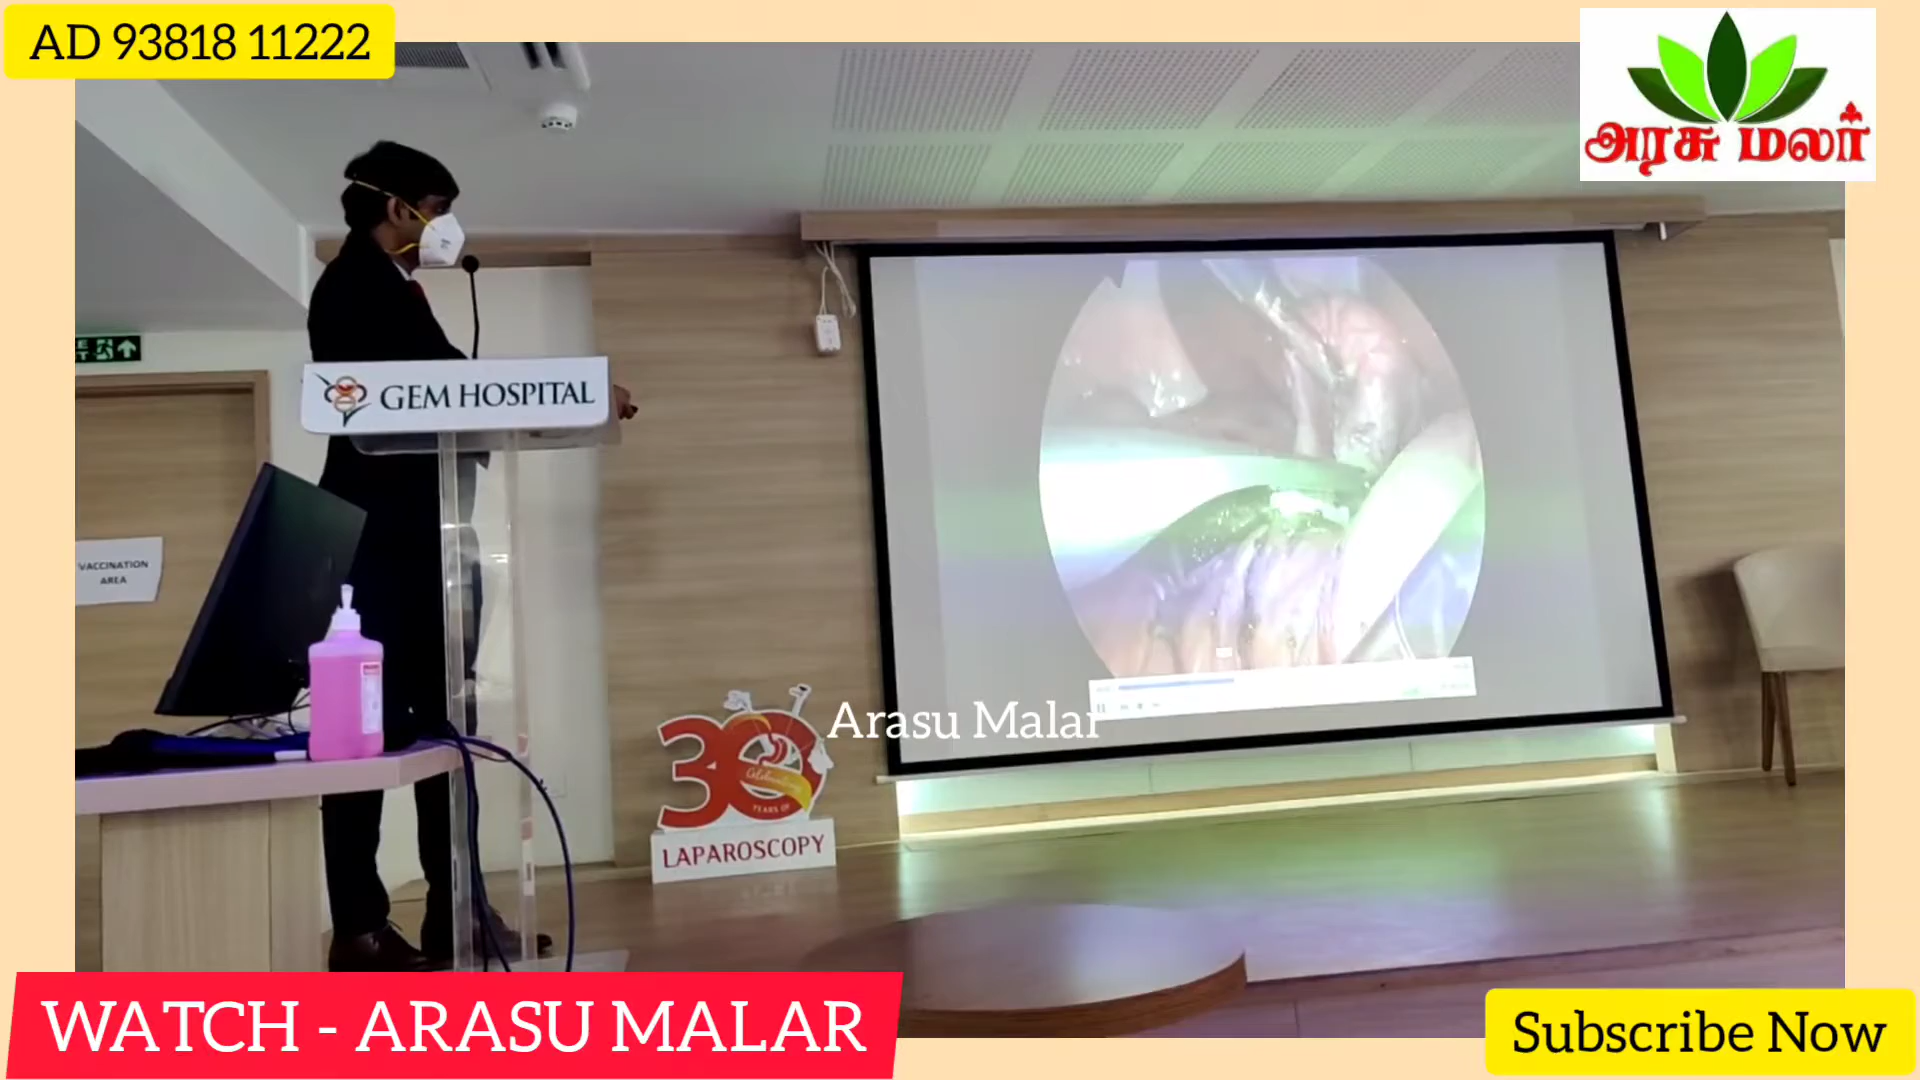 AD 93818 11222
அரசு மலர்
GEM HOSPITAL
VACCINATION
AREA
30
Celebrating
YEARS OF
LAPAROSCOPY
Arasu Malar
WATCH - ARASU MALAR
Subscribe Now